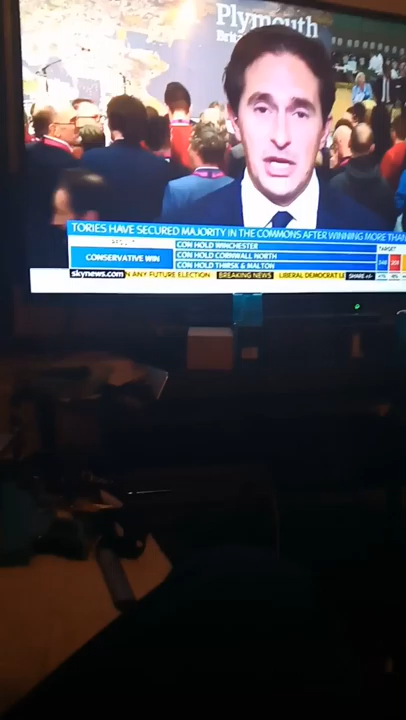 Plymouth
Brit
TORIES HAVE SECURED MAJORITY IN THE COMMONS AFTER WINNING MORE THAN
CONSERVATIVE WIN
CON HOLD WINCHESTER
CON HOLD CORNWALL NORTH
CON HOLD THIRSK & MALTON
TARGET
skynews.com N ANY FUTURE ELECTION BREAKING NEWS LIBERAL DEMOCRAT L